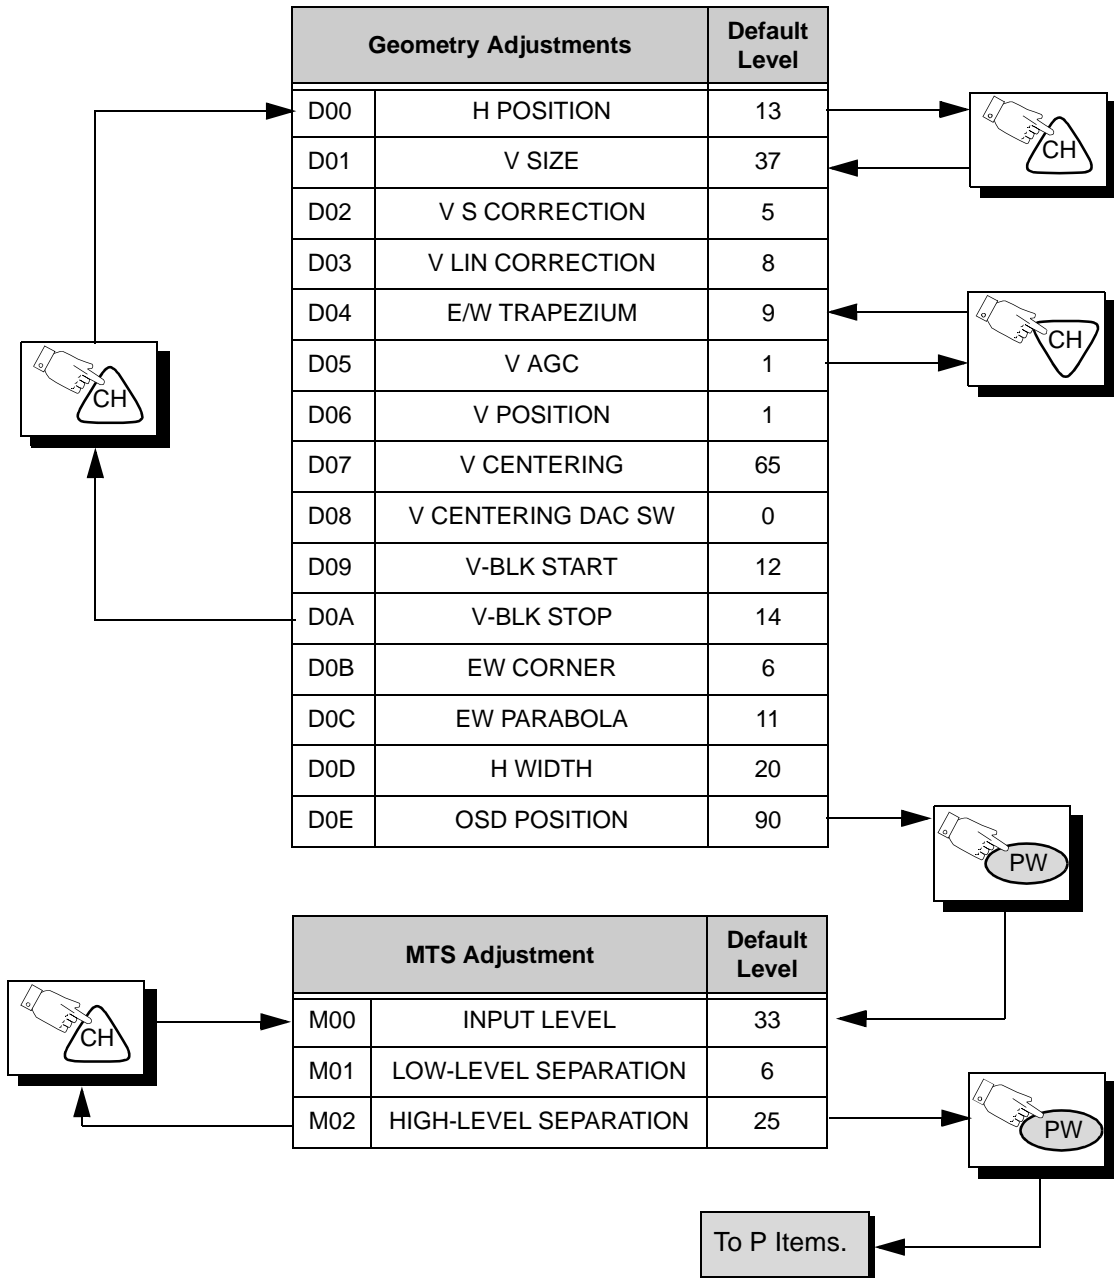 Geometry Adjustments Default Level
D00 H POSITION 13
CH
D01 V SIZE 37
D02 V S CORRECTION 5
D03 V LIN CORRECTION 8
D04 E/W TRAPEZIUM 9
CH
D05 V AGC 1
CH
D06 V POSITION 1
D07 V CENTERING 65
D08 V CENTERING DAC SW 0
D09 V-BLK START 12
D0A V-BLK STOP 14
D0B EW CORNER 6
D0C EW PARABOLA 11
D0D H WIDTH 20
D0E OSD POSITION 90
PW
MTS Adjustment Default Level
M00 INPUT LEVEL 33
CH
M01 LOW-LEVEL SEPARATION 6
M02 HIGH-LEVEL SEPARATION 25
PW
To P Items.